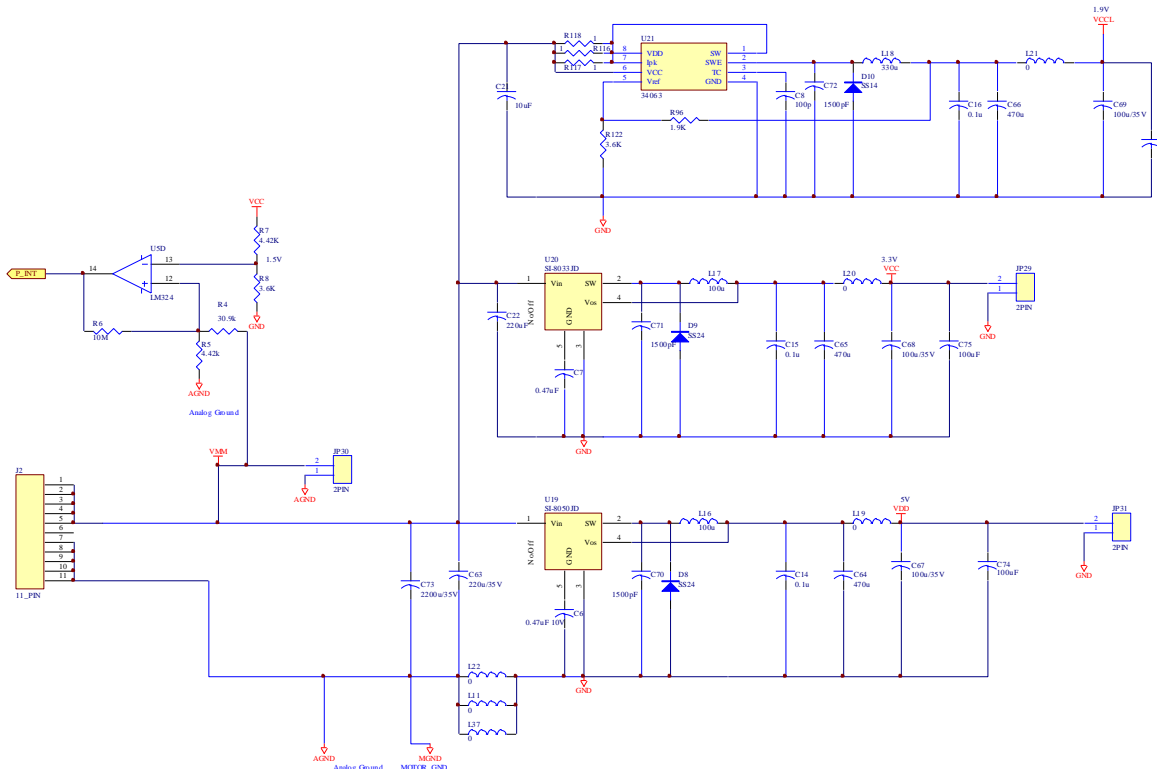 1.9V
VCCL
R118
1
U21
1
R116
R117
1
8
7
6
5
VDD
Ipk
VCC
Vref
SW
SWE
TC
GND
1
2
3
4
34063
L18
330u
L21
0
C21
10uF
C8
100p
C72
1500pF
D10
SS14
C16
0.1u
C66
470u
C69
100u/35V
R96
1.9K
R122
3.6K
GND
VCC
R7
4.42K
1.5V
U5D
P_INT
14
13
12
LM324
R8
3.6K
GND
R4
30.9k
R6
10M
R5
4.42k
AGND
Analog Ground
U20
SI-8033JD
1
Vin
SW
2
Vos
4
No/Off
GND
5
3
L17
100u
L20
0
3.3V
VCC
JP29
2
1
2PIN
GND
C22
220uF
C71
1500pF
D9
SS24
C15
0.1u
C65
470u
C68
100u/35V
C75
100uF
C7
0.47uF
GND
VMM
JP30
2
1
2PIN
AGND
J2
1
2
3
4
5
6
7
8
9
10
11
11_PIN
U19
SI-8050JD
1
Vin
SW
2
Vos
4
No/Off
GND
5
3
L16
100u
L19
0
5V
VDD
JP31
2
1
2PIN
GND
C73
2200u/35V
C63
220u/35V
C70
1500pF
D8
SS24
C14
0.1u
C64
470u
C67
100u/35V
C74
100uF
C6
0.47uF 10V
L22
0
L11
0
L37
0
GND
AGND
MGND
Analog Ground
MOTOR_GND